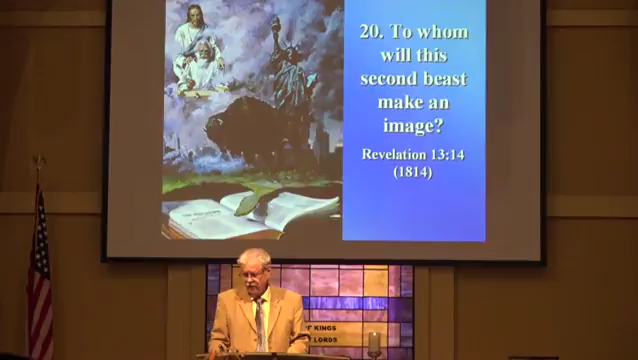 20. To whom
will this
second beast
make an
image?
Revelation 13:14
(1814)
KINGS
LORDS